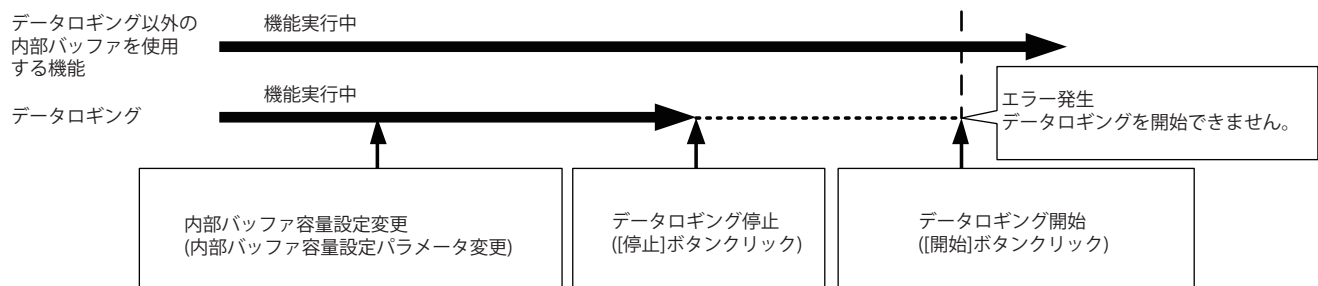 データロギング以外の
内部バッファを使用
する機能
機能実行中
データロギング
機能実行中
エラー発生
データロギングを開始できません。
内部バッファ容量設定変更
(内部バッファ容量設定パラメータ変更)
データロギング停止
([停止]ボタンクリック)
データロギング開始
([開始]ボタンクリック)